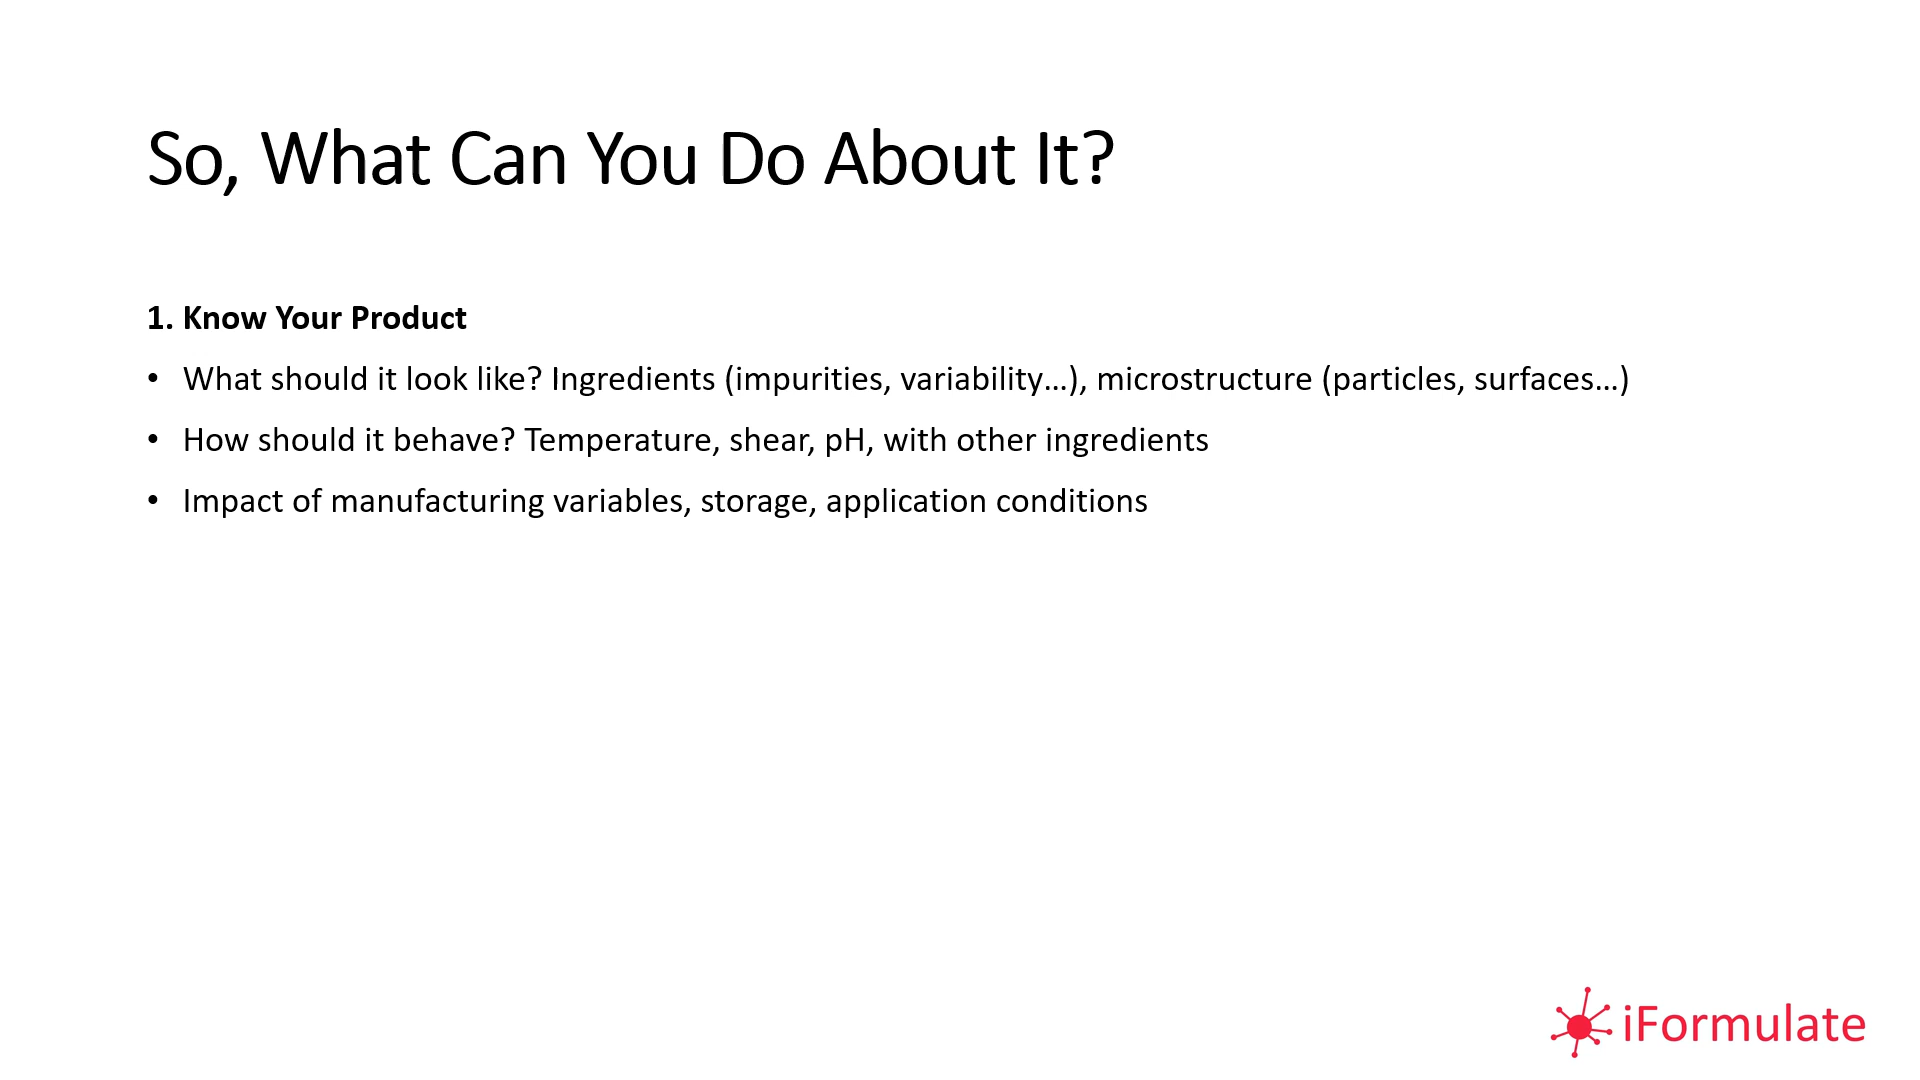 So, What Can You Do About It?
1. Know Your Product
• What should it look like? Ingredients (impurities, variability…), microstructure (particles, surfaces…)
• How should it behave? Temperature, shear, pH, with other ingredients
• Impact of manufacturing variables, storage, application conditions
iFormulate